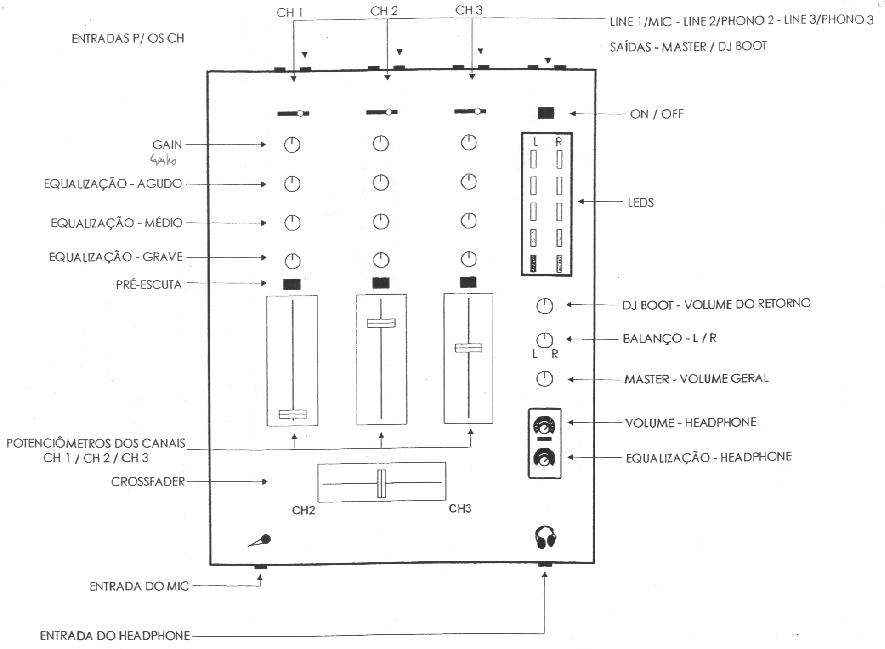 CH 1
CH 2
CH 3
ENTRADAS P/ OS CH
LINE 1/MIC - LINE 2/PHONO 2 - LINE 3/PHONO 3
SAÍDAS - MASTER / DJ BOOT
ON / OFF
GAIN
EQUALIZAÇÃO - AGUDO
EQUALIZAÇÃO - MÉDIO
EQUALIZAÇÃO - GRAVE
PRÉ-ESCUTA
L R
LEDS
DJ BOOT - VOLUME DO RETORNO
BALANÇO - L / R
L R
MASTER - VOLUME GERAL
VOLUME - HEADPHONE
EQUALIZAÇÃO - HEADPHONE
POTENCIÔMETROS DOS CANAIS
CH 1 / CH 2 / CH 3
CROSSFADER
CH2
CH3
ENTRADA DO MIC
ENTRADA DO HEADPHONE